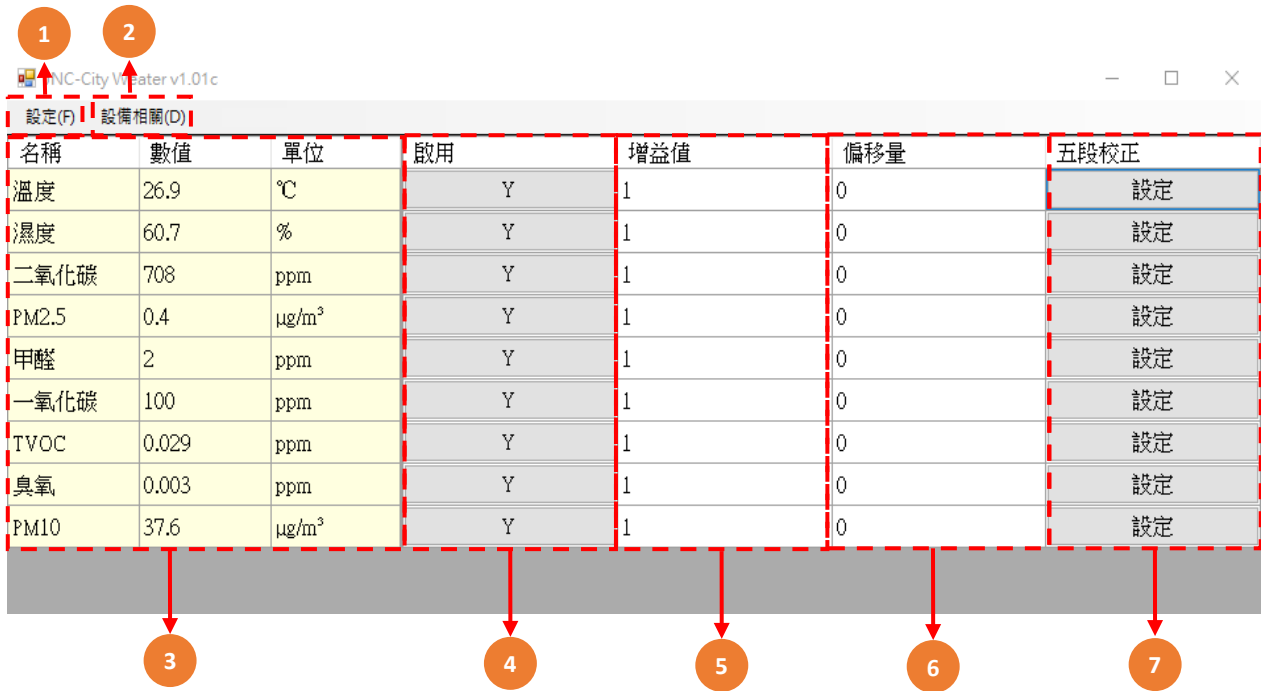 1 2
NC-City Weater v1.01c
設定(F) 設備相關(D)
名稱 數值 單位 啟用 增益值 偏移量 五段校正
溫度 26.9 ℃ Y 1 0 設定
濕度 60.7 % Y 1 0 設定
二氧化碳 708 ppm Y 1 0 設定
PM2.5 0.4 μg/m³ Y 1 0 設定
甲醛 2 ppm Y 1 0 設定
一氧化碳 100 ppm Y 1 0 設定
TVOC 0.029 ppm Y 1 0 設定
臭氧 0.003 ppm Y 1 0 設定
PM10 37.6 μg/m³ Y 1 0 設定
3 4 5 6 7